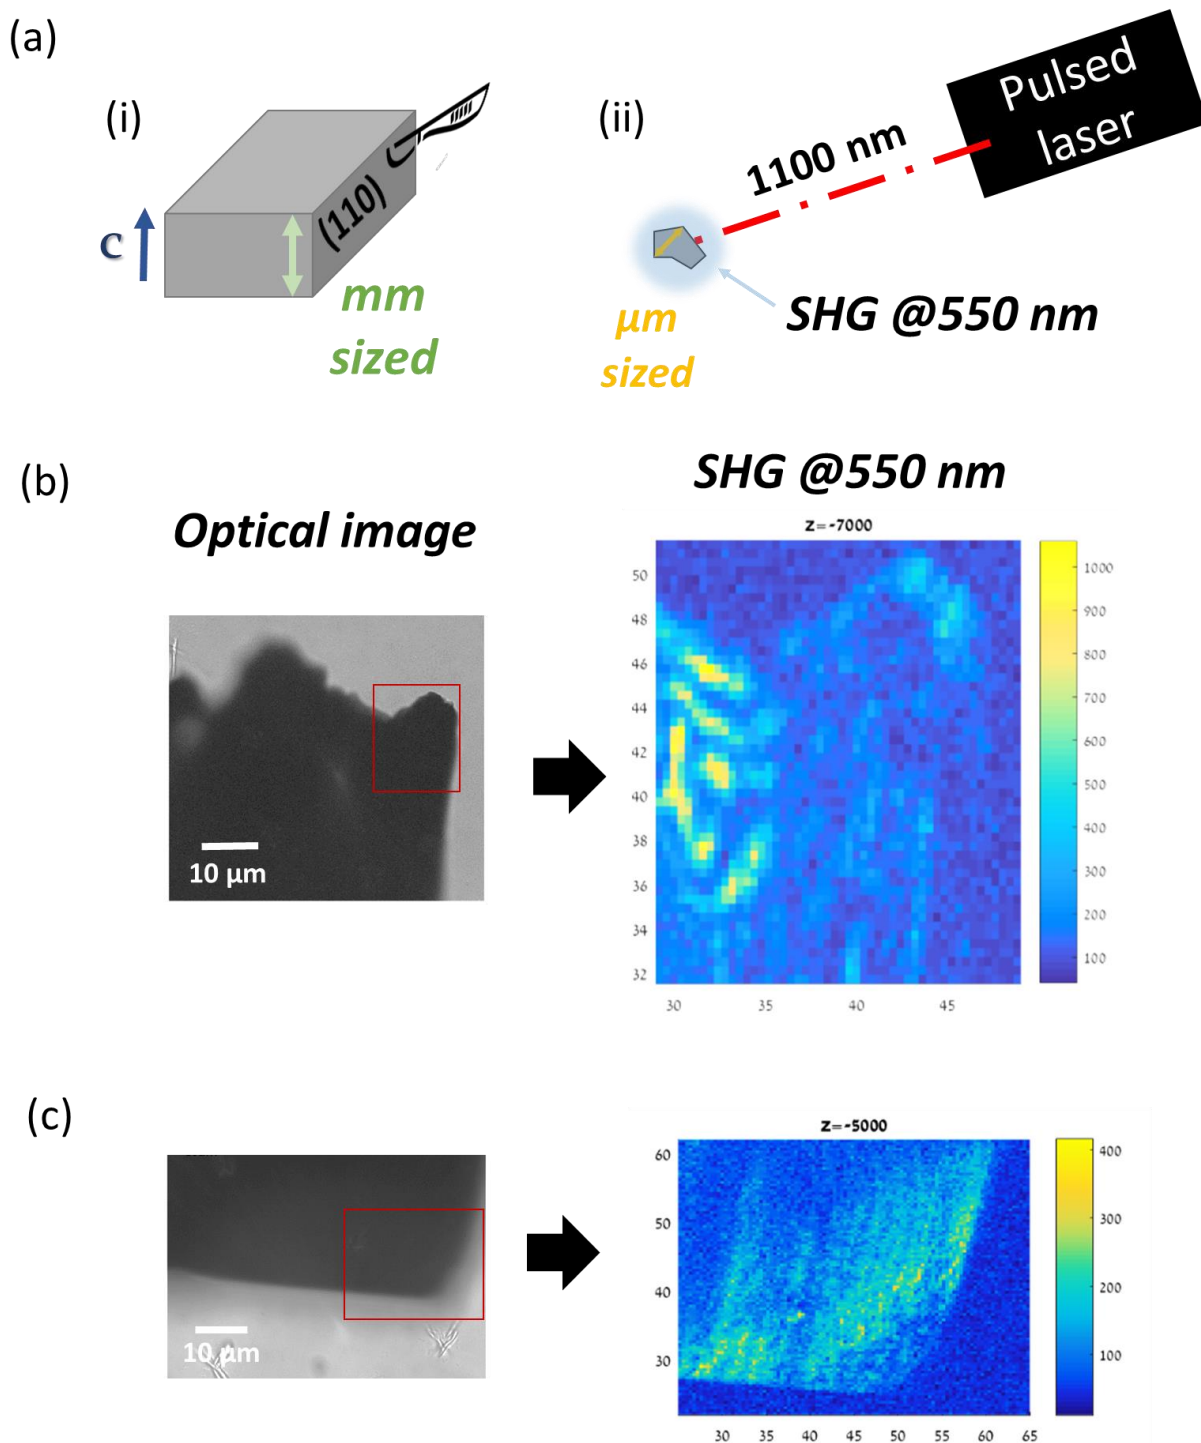 (a)
(i)
(ii)
Pulsed
laser
1100 nm
(110)
c
mm
sized
µm
sized
SHG @550 nm
(b)
Optical image
SHG @550 nm
z=-7000
10 µm
50
48
46
44
42
40
38
36
34
32
30
35
40
45
1000
900
800
700
600
500
400
300
200
100
(c)
z=-5000
10 µm
60
50
40
30
30
35
40
45
50
55
60
65
400
300
200
100